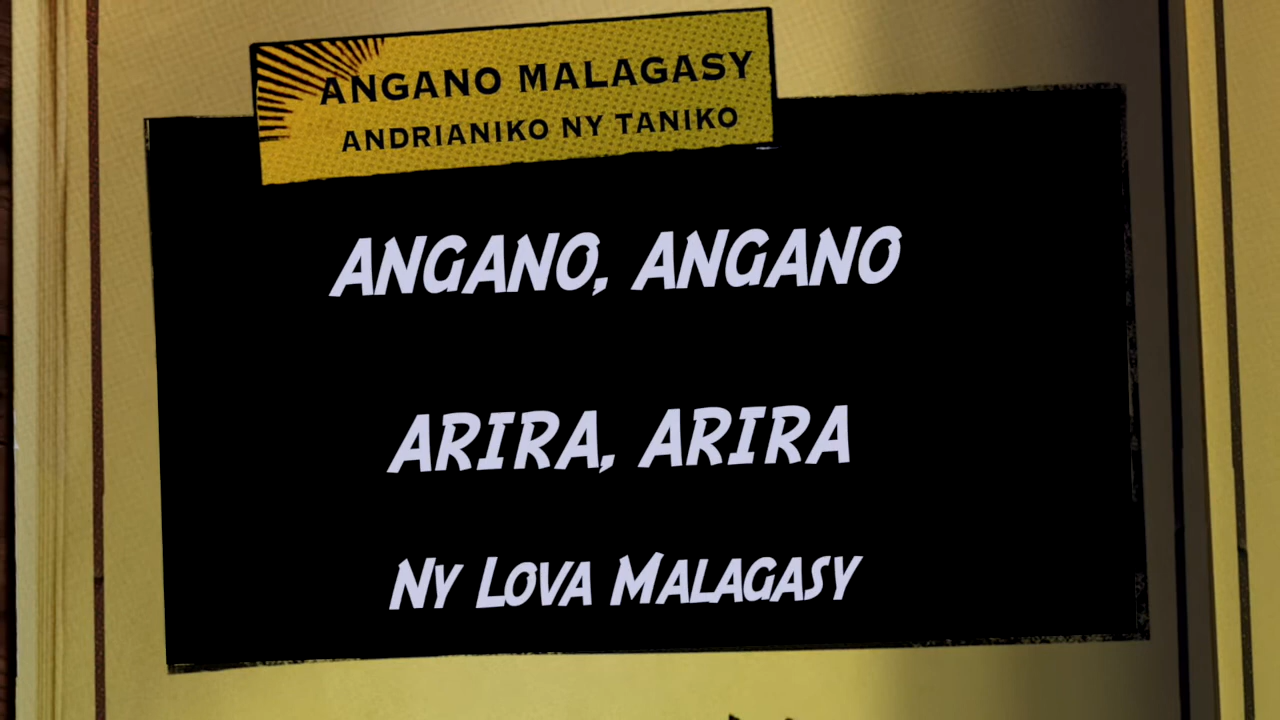 ANGANO MALAGASY
ANDRIANIKO NY TANIKO
ANGANO, ANGANO
ARIRA, ARIRA
NY LOVA MALAGASY